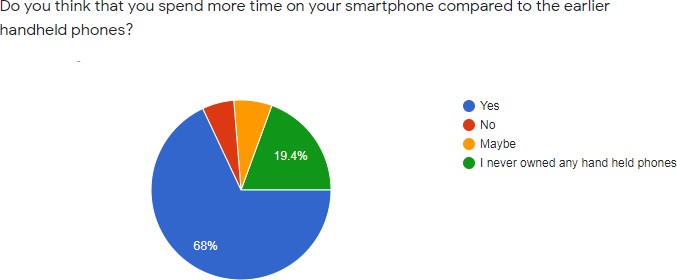 Do you think that you spend more time on your smartphone compared to the earlier
handheld phones?
Yes
No
Maybe
I never owned any hand held phones
19.4%
68%